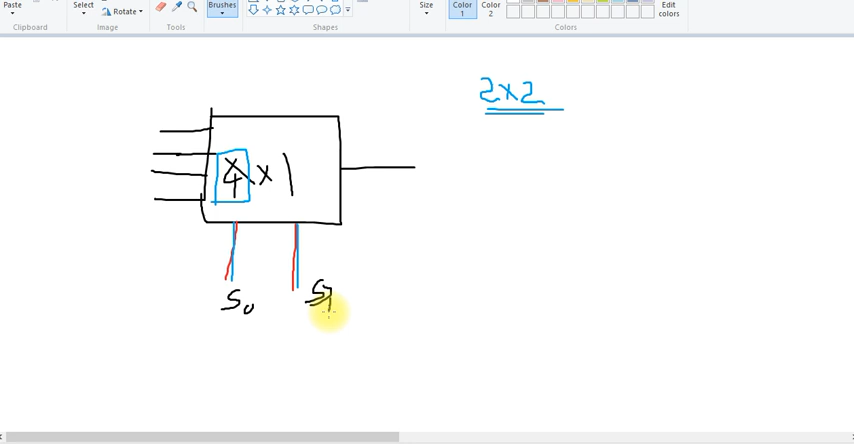 Paste
Select
Rotate
Brushes
Size
Color
1
Color
2
Edit
colors
Clipboard
Image
Tools
Shapes
Colors
2x2
4x1
S0
S1